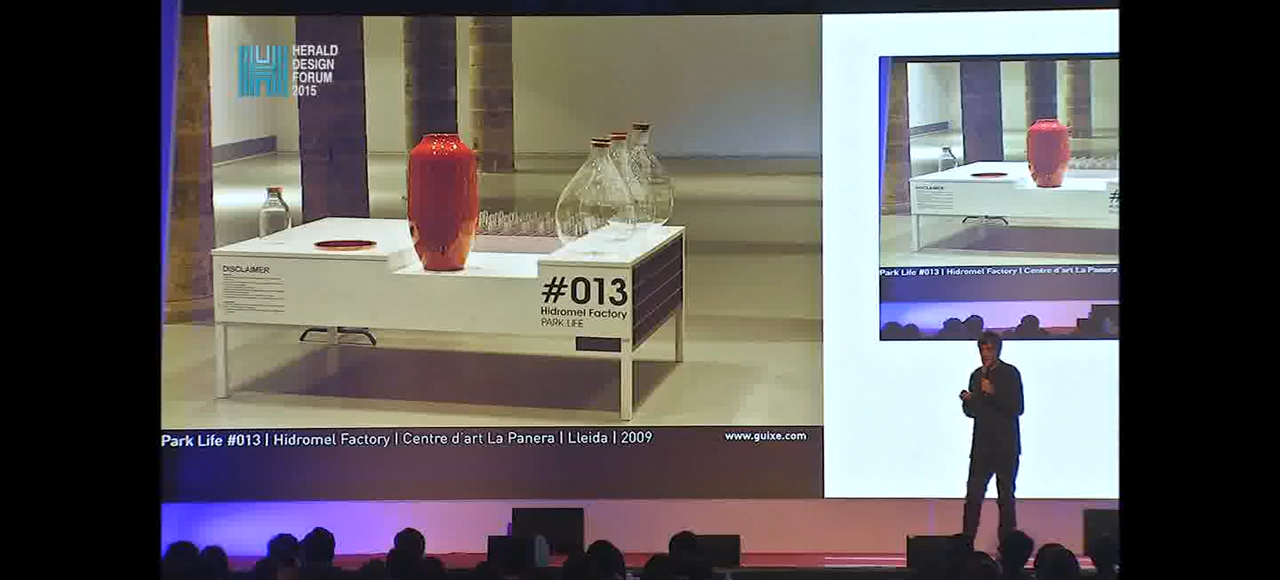 HERALD
DESIGN
FORUM
2015
DISCLAIMER
#013
Hidromel Factory
PARK LIFE
Park Life #013 | Hidromel Factory | Centre d'art La Panera | Lleida | 2009
www.guixe.com
DISCLAIMER
#
Park Life #013 | Hidromel Factory | Centre d'art La Panera